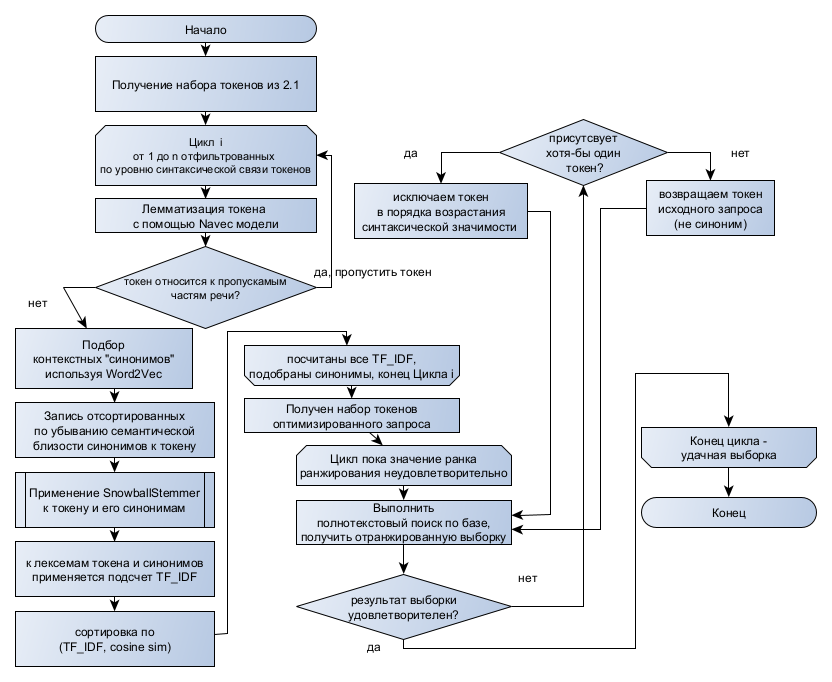 Начало
Получение набора токенов из 2.1
Цикл i
от 1 до n отфильтрованных
по уровню синтаксической связи токенов
Лемматизация токена
с помощью Navec модели
токен относится к пропускамым
частям речи?
да, пропустить токен
нет
Подбор
контекстных "синонимов"
используя Word2Vec
Запись отсортированных
по убыванию семантической
близости синонимов к токену
Применение SnowballStemmer
к токену и его синонимам
к лексемам токена и синонимов
применяется подсчет TF_IDF
сортировка по
(TF_IDF, cosine sim)
посчитаны все TF_IDF,
подобраны синонимы, конец Цикла i
Получен набор токенов
оптимизированного запроса
Цикл пока значение ранка
ранжирования неудовлетворительно
Выполнить
полнотекстовый поиск по базе,
получить отранжированную выборку
результат выборки
удовлетворителен?
нет
да
присутсвует
хотя-бы один
токен?
да
нет
исключаем токен
в порядка возрастания
синтаксической значимости
возвращаем токен
исходного запроса
(не синоним)
Конец цикла -
удачная выборка
Конец